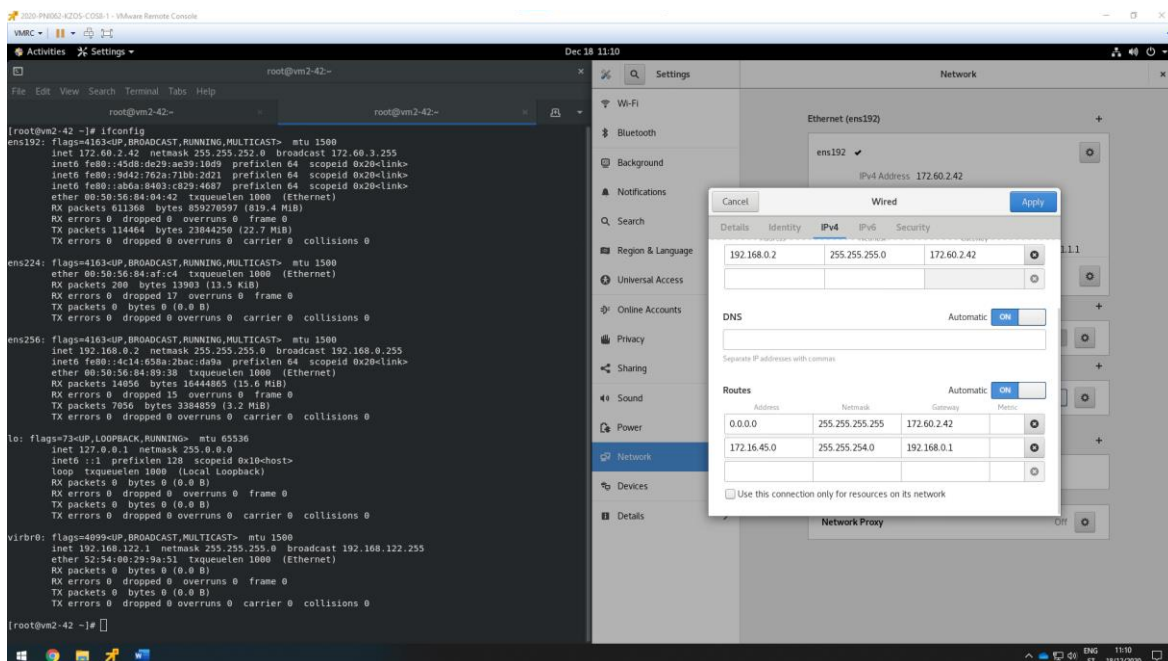 2020-PNI062-KZOS-COSB-1 - VMware Remote Console
VMRC
Activities Settings Dec 18 11:10
root@vm2-42:~
File Edit View Search Terminal Tabs Help
root@vm2-42:~ root@vm2-42:~
[root@vm2-42 ~]# ifconfig
ens192: flags=4163<UP,BROADCAST,RUNNING,MULTICAST> mtu 1500
inet 172.60.2.42 netmask 255.255.252.0 broadcast 172.60.3.255
inet6 fe80::45d8:de29:ae39:10d9 prefixlen 64 scopeid 0x20<link>
inet6 fe80::9d42:762a:71bb:2d21 prefixlen 64 scopeid 0x20<link>
inet6 fe80::ab6a:8403:c829:4687 prefixlen 64 scopeid 0x20<link>
ether 00:50:56:84:04:42 txqueuelen 1000 (Ethernet)
RX packets 611368 bytes 859270597 (819.4 MiB)
RX errors 0 dropped 0 overruns 0 frame 0
TX packets 114464 bytes 23844250 (22.7 MiB)
TX errors 0 dropped 0 overruns 0 carrier 0 collisions 0
ens224: flags=4163<UP,BROADCAST,RUNNING,MULTICAST> mtu 1500
ether 00:50:56:84:af:c4 txqueuelen 1000 (Ethernet)
RX packets 200 bytes 13903 (13.5 KiB)
RX errors 0 dropped 17 overruns 0 frame 0
TX packets 0 bytes 0 (0.0 B)
TX errors 0 dropped 0 overruns 0 carrier 0 collisions 0
ens256: flags=4163<UP,BROADCAST,RUNNING,MULTICAST> mtu 1500
inet 192.168.0.2 netmask 255.255.255.0 broadcast 192.168.0.255
inet6 fe80::4c14:658a:2bac:da9a prefixlen 64 scopeid 0x20<link>
ether 00:50:56:84:89:38 txqueuelen 1000 (Ethernet)
RX packets 14056 bytes 16444865 (15.6 MiB)
RX errors 0 dropped 15 overruns 0 frame 0
TX packets 7056 bytes 3384859 (3.2 MiB)
TX errors 0 dropped 0 overruns 0 carrier 0 collisions 0
lo: flags=73<UP,LOOPBACK,RUNNING> mtu 65536
inet 127.0.0.1 netmask 255.0.0.0
inet6 ::1 prefixlen 128 scopeid 0x10<host>
loop txqueuelen 1000 (Local Loopback)
RX packets 0 bytes 0 (0.0 B)
RX errors 0 dropped 0 overruns 0 frame 0
TX packets 0 bytes 0 (0.0 B)
TX errors 0 dropped 0 overruns 0 carrier 0 collisions 0
virbr0: flags=4099<UP,BROADCAST,MULTICAST> mtu 1500
inet 192.168.122.1 netmask 255.255.255.0 broadcast 192.168.122.255
ether 52:54:00:29:9a:51 txqueuelen 1000 (Ethernet)
RX packets 0 bytes 0 (0.0 B)
RX errors 0 dropped 0 overruns 0 frame 0
TX packets 0 bytes 0 (0.0 B)
TX errors 0 dropped 0 overruns 0 carrier 0 collisions 0
[root@vm2-42 ~]#
Settings Network
Wi-Fi
Bluetooth
Background
Notifications
Search
Region & Language
Universal Access
Online Accounts
Privacy
Sharing
Sound
Power
Network
Devices
Details
Ethernet (ens192)
ens192
IPv4 Address 172.60.2.42
1.1.1
Cancel Wired Apply
Details Identity IPv4 IPv6 Security
192.168.0.2 255.255.255.0 172.60.2.42
DNS Automatic ON
Separate IP addresses with commas
Routes Automatic ON
Address Netmask Gateway Metric
0.0.0.0 255.255.255.255 172.60.2.42
172.16.45.0 255.255.254.0 192.168.0.1
Use this connection only for resources on its network
Network Proxy Off
ENG 11:10
18/12/2020